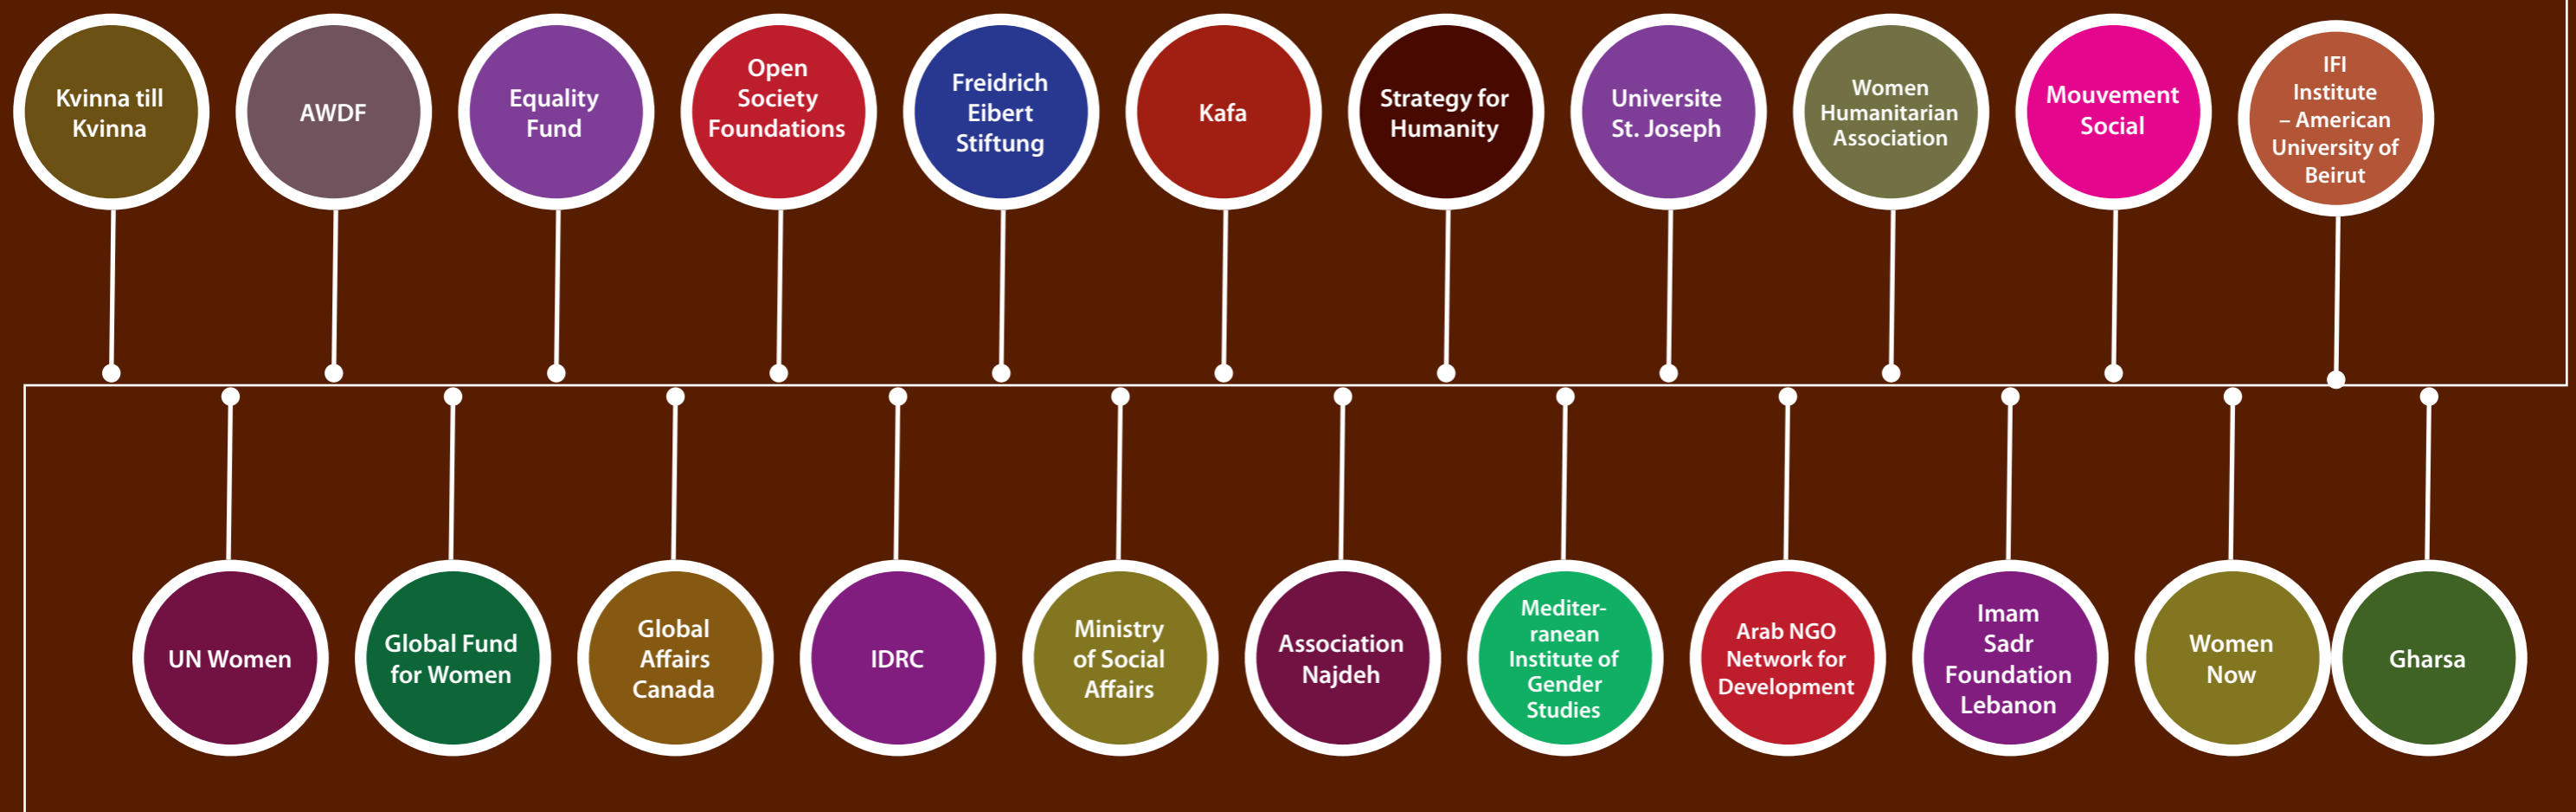 Kvinna till
Kvinna
AWDF
Equality
Fund
Open
Society
Foundations
Freidrich
Eibert
Stiftung
Kafa
Strategy for
Humanity
Universite
St. Joseph
Women
Humanitarian
Association
Mouvement
Social
IFI
Institute
– American
University of
Beirut
UN Women
Global Fund
for Women
Global
Affairs
Canada
IDRC
Ministry
of Social
Affairs
Association
Najdeh
Mediter-
ranean
Institute of
Gender
Studies
Arab NGO
Network for
Development
Imam
Sadr
Foundation
Lebanon
Women
Now
Gharsa